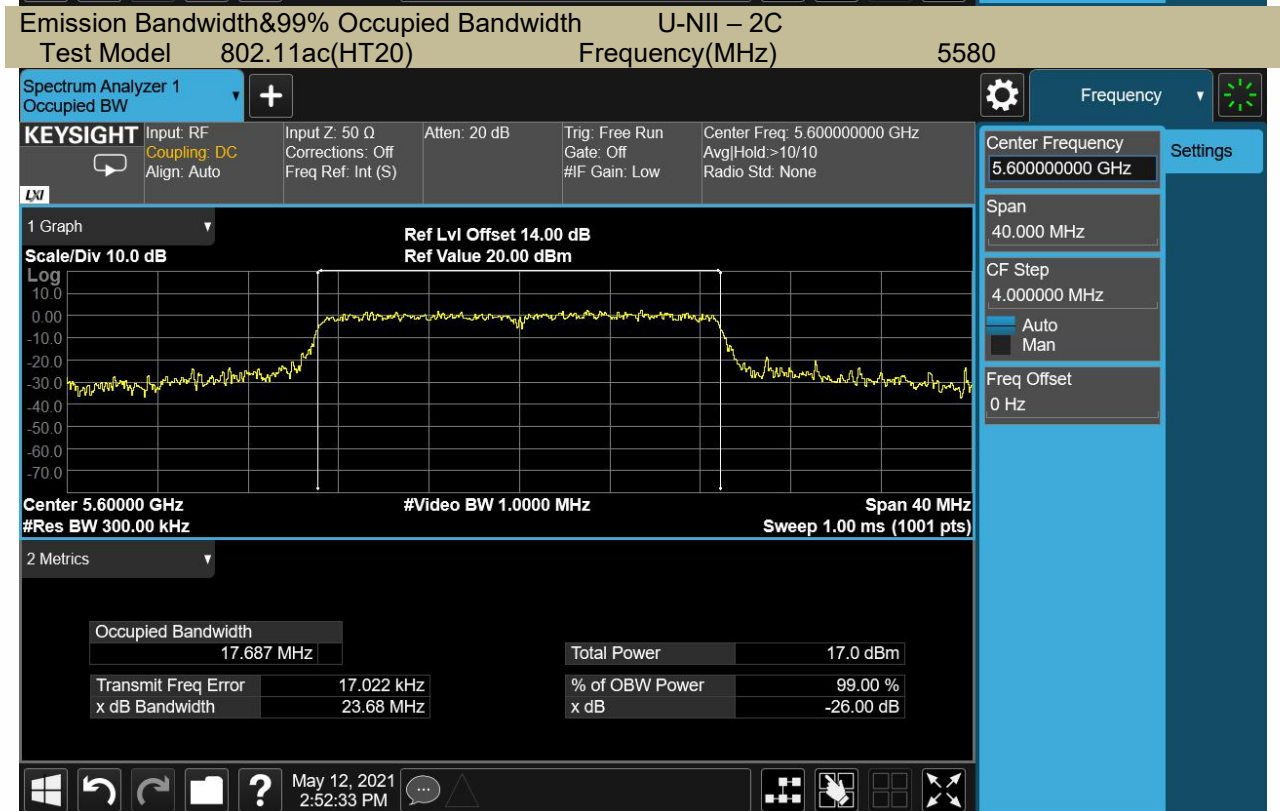 Emission Bandwidth&99% Occupied Bandwidth U-NII – 2C
Test Model 802.11ac(HT20) Frequency(MHz) 5580
Spectrum Analyzer 1
Occupied BW
+
Frequency
KEYSIGHT
LXI
Input: RF
Coupling: DC
Align: Auto
Input Z: 50 Ω
Corrections: Off
Freq Ref: Int (S)
Atten: 20 dB
Trig: Free Run
Gate: Off
#IF Gain: Low
Center Freq: 5.600000000 GHz
Avg|Hold:>10/10
Radio Std: None
Center Frequency
5.600000000 GHz
Settings
Span
40.000 MHz
CF Step
4.000000 MHz
Auto
Man
Freq Offset
0 Hz
1 Graph
Scale/Div 10.0 dB
Ref Lvl Offset 14.00 dB
Ref Value 20.00 dBm
Log
10.0
0.00
-10.0
-20.0
-30.0
-40.0
-50.0
-60.0
-70.0
Center 5.60000 GHz #Video BW 1.0000 MHz Span 40 MHz
#Res BW 300.00 kHz Sweep 1.00 ms (1001 pts)
2 Metrics
Occupied Bandwidth
17.687 MHz Total Power 17.0 dBm
Transmit Freq Error 17.022 kHz % of OBW Power 99.00 %
x dB Bandwidth 23.68 MHz x dB -26.00 dB
?
May 12, 2021
2:52:33 PM